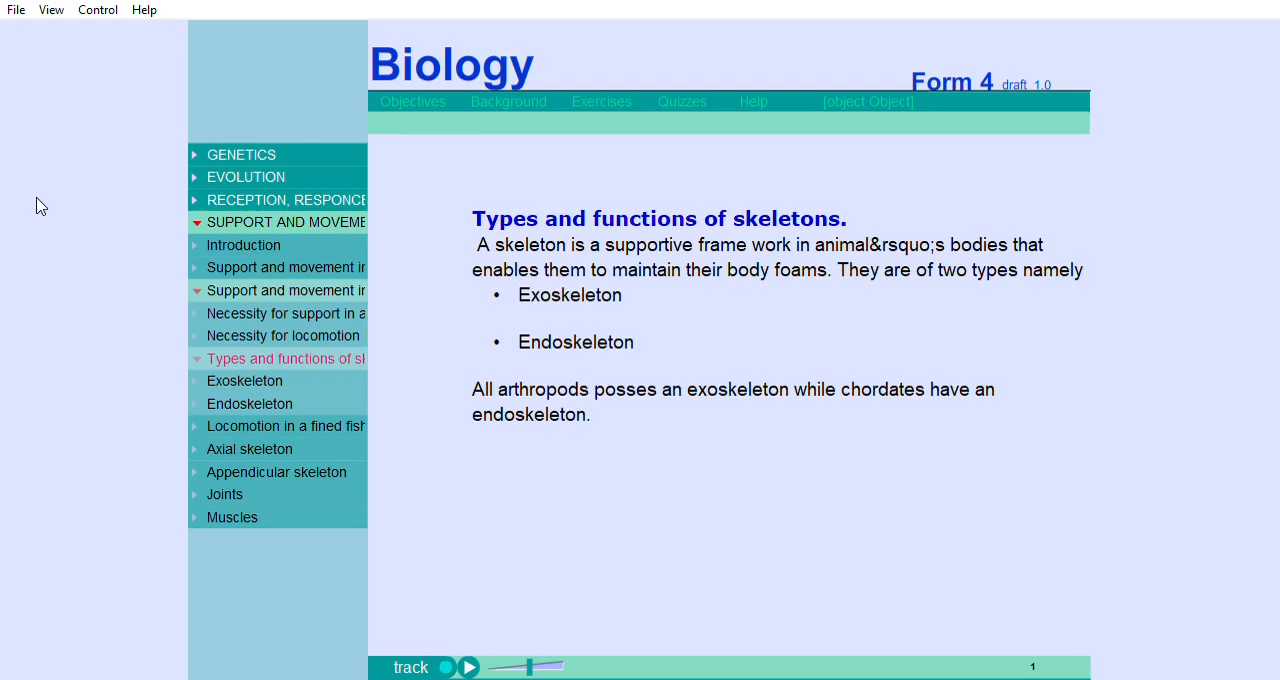 File View Control Help
Biology
Form 4 draft 1.0
Objectives Background Exercises Quizzes Help [object Object]
GENETICS
EVOLUTION
RECEPTION, RESPONCE
SUPPORT AND MOVEME
Introduction
Support and movement in
Support and movement in
Necessity for support in a
Necessity for locomotion
Types and functions of sk
Exoskeleton
Endoskeleton
Locomotion in a fined fish
Axial skeleton
Appendicular skeleton
Joints
Muscles
Types and functions of skeletons.
A skeleton is a supportive frame work in animal&rsquo;s bodies that
enables them to maintain their body foams. They are of two types namely
• Exoskeleton
• Endoskeleton
All arthropods posses an exoskeleton while chordates have an
endoskeleton.
track
1